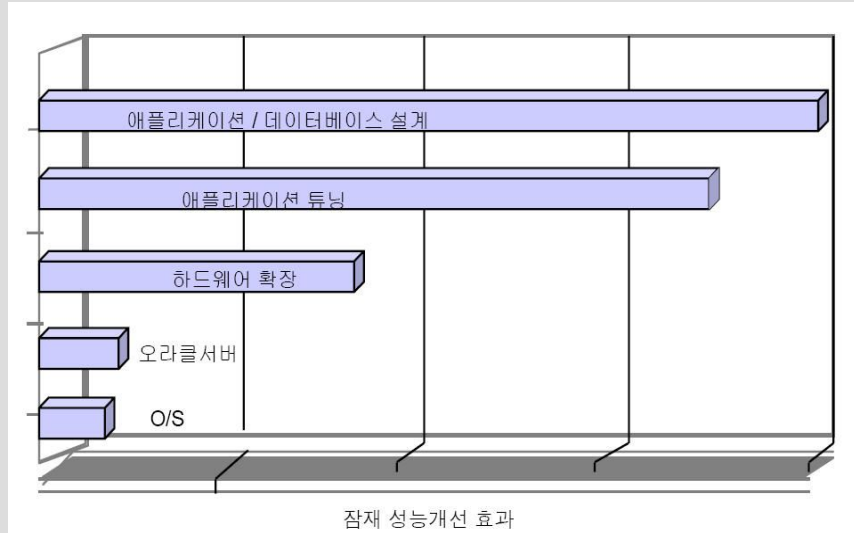 애플리케이션 / 데이터베이스 설계
애플리케이션 튜닝
하드웨어 확장
오라클서버
O/S
잠재 성능개선 효과